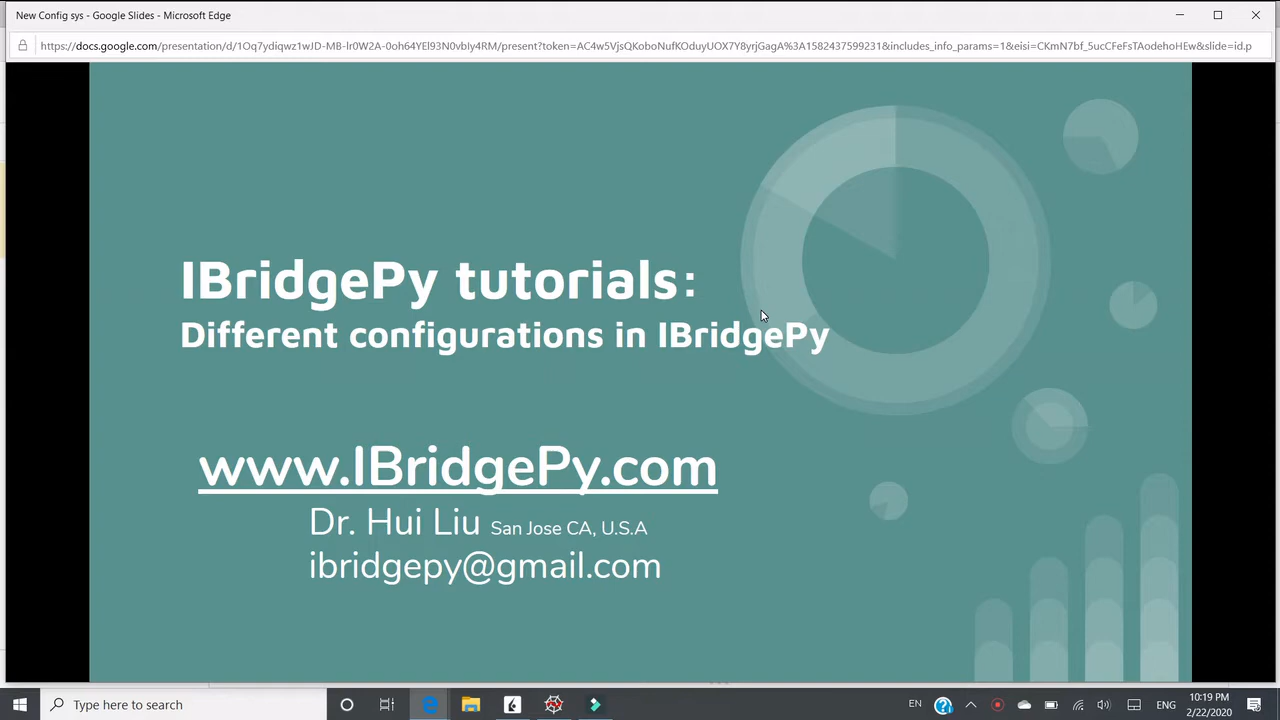 New Config sys - Google Slides - Microsoft Edge
https://docs.google.com/presentation/d/1Oq7ydiqwz1wJD-MB-lr0W2A-0oh64YEl93N0vbly4RM/present?token=AC4w5VjsQKoboNufKOduyUOX7Y8yrjGagA%3A1582437599231&includes_info_params=1&eisi=CKmN7bf_5ucCFeFsTAodehoHEw&slide=id.p
IBridgePy tutorials:
Different configurations in IBridgePy
www.IBridgePy.com
Dr. Hui Liu San Jose CA, U.S.A
ibridgepy@gmail.com
Type here to search
EN
ENG
10:19 PM
2/22/2020